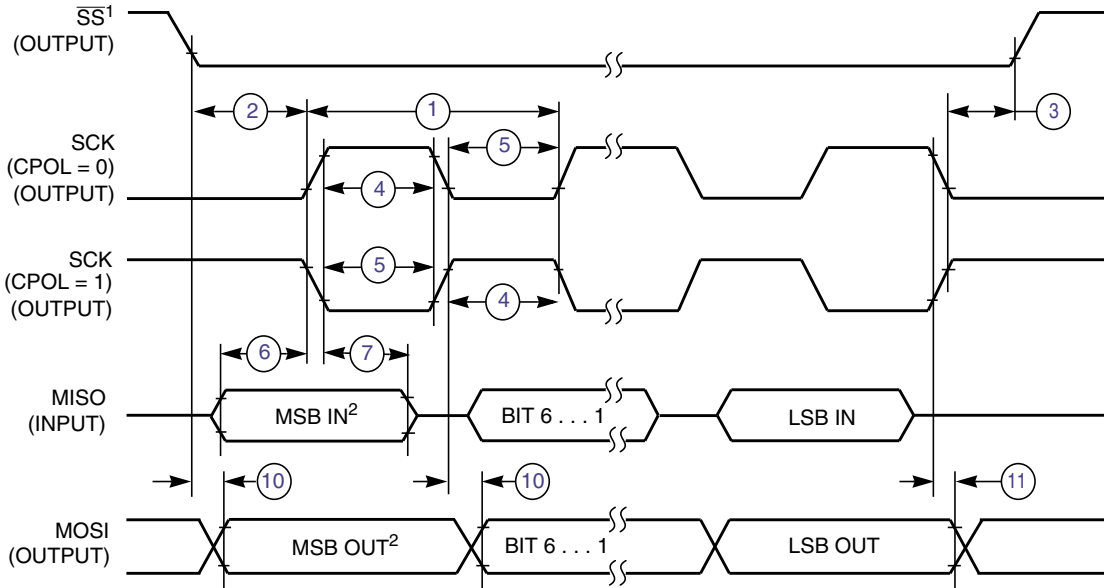 SS¹
(OUTPUT)
2
1
3
SCK
(CPOL = 0)
(OUTPUT)
5
4
SCK
(CPOL = 1)
(OUTPUT)
5
4
6
7
MISO
(INPUT)
MSB IN²
BIT 6 . . . 1
LSB IN
10
10
11
MOSI
(OUTPUT)
MSB OUT²
BIT 6 . . . 1
LSB OUT